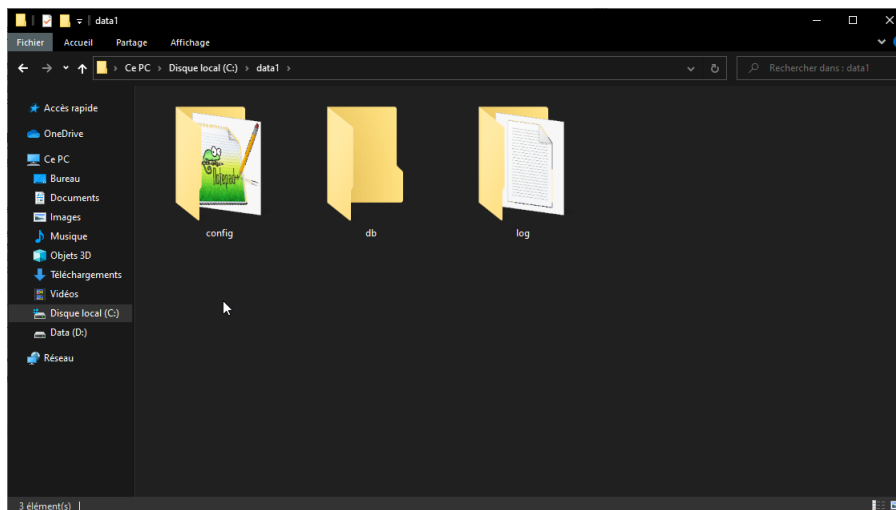 data1
Fichier Accueil Partage Affichage
Ce PC Disque local (C:) data1
Rechercher dans : data1
Accès rapide
OneDrive
Ce PC
Bureau
Documents
Images
Musique
Objets 3D
Téléchargements
Vidéos
Disque local (C:)
Data (D:)
Réseau
Notepad++
config db log
3 élément(s)